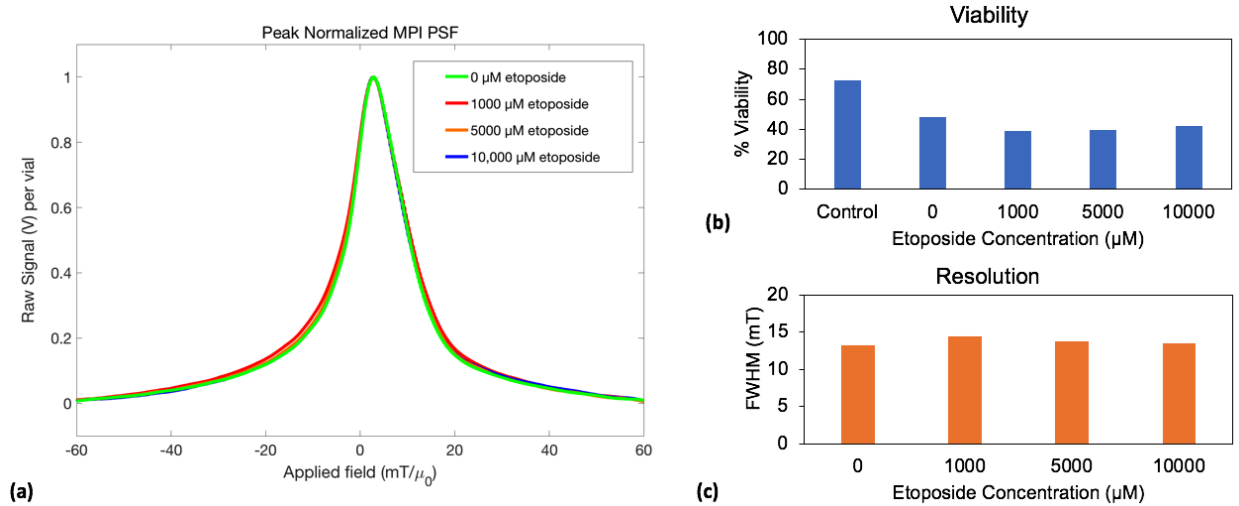 Peak Normalized MPI PSF
1
0.8
0.6
0.4
0.2
0
Raw Signal (V) per vial
0 µM etoposide
1000 µM etoposide
5000 µM etoposide
10,000 µM etoposide
-60 -40 -20 0 20 40 60
Applied field (mT/μ0)
(a)
Viability
100
80
60
40
20
0
% Viability
Control 0 1000 5000 10000
Etoposide Concentration (µM)
(b)
Resolution
20
15
10
5
0
FWHM (mT)
0 1000 5000 10000
Etoposide Concentration (µM)
(c)